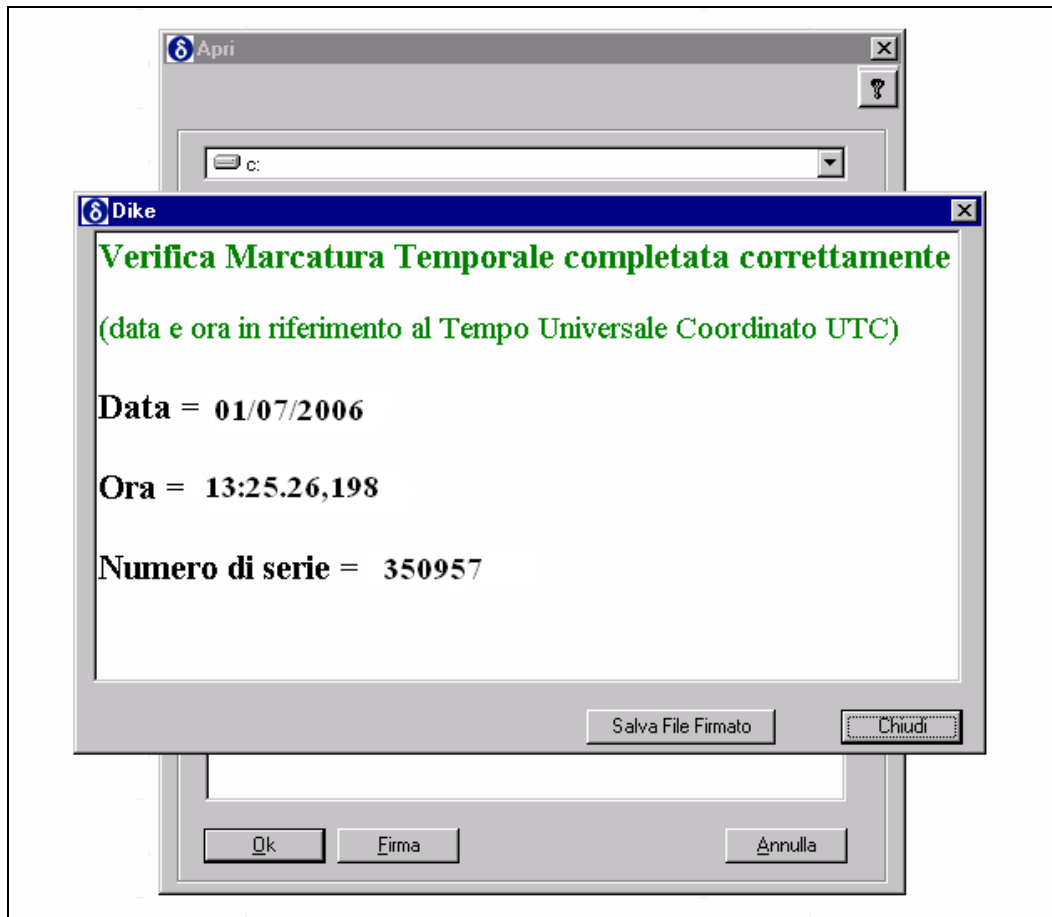 Apri
c:
Dike
Verifica Marcatura Temporale completata correttamente
(data e ora in riferimento al Tempo Universale Coordinato UTC)
Data = 01/07/2006
Ora = 13:25.26,198
Numero di serie = 350957
Salva File Firmato
Chiudi
Ok
Firma
Annulla